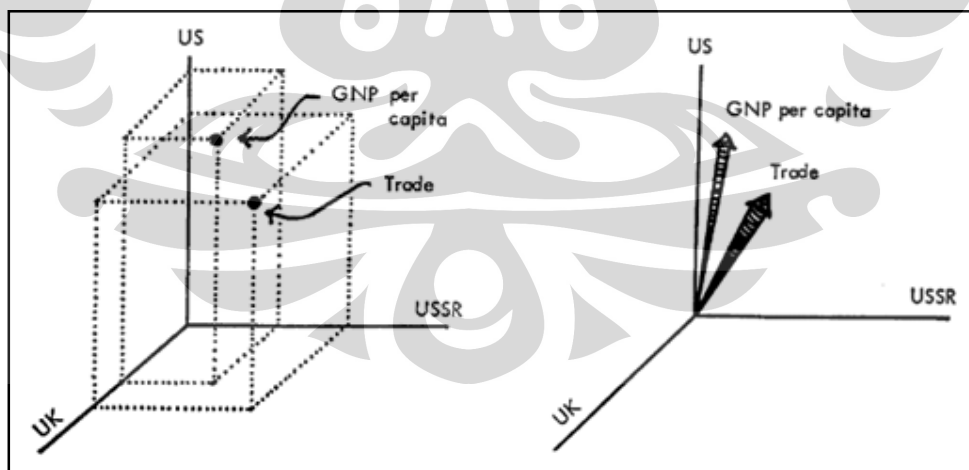 US
GNP per
capita
Trade
USSR
UK
US
GNP per capita
Trade
USSR
UK